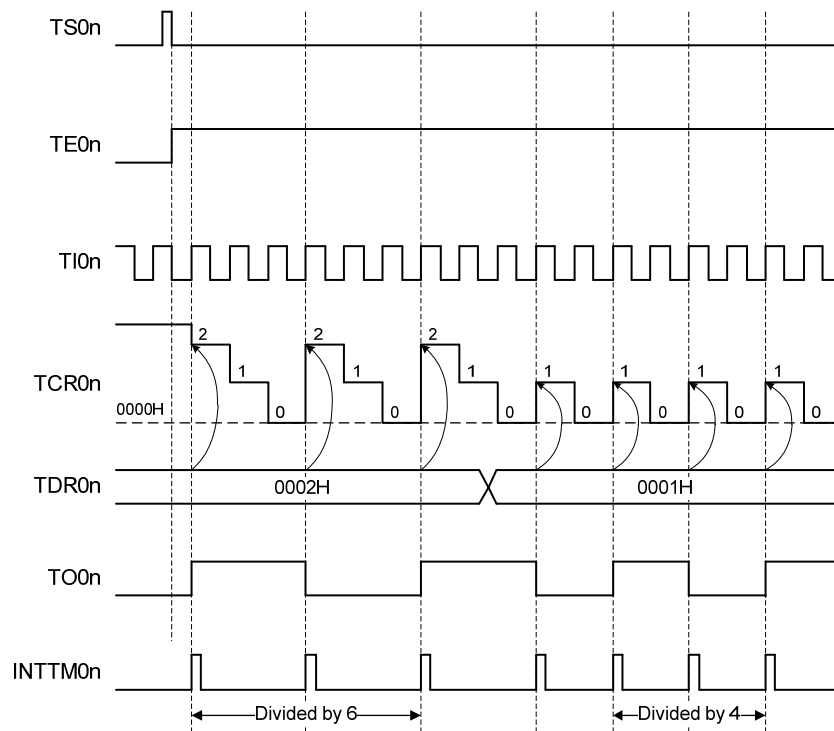 TS0n
TE0n
TI0n
TCR0n
2 2 2
1 1 1 1 1 1 1
0000H 0 0 0 0 0 0 0
TDR0n
0002H 0001H
TO0n
INTTM0n
Divided by 6 Divided by 4